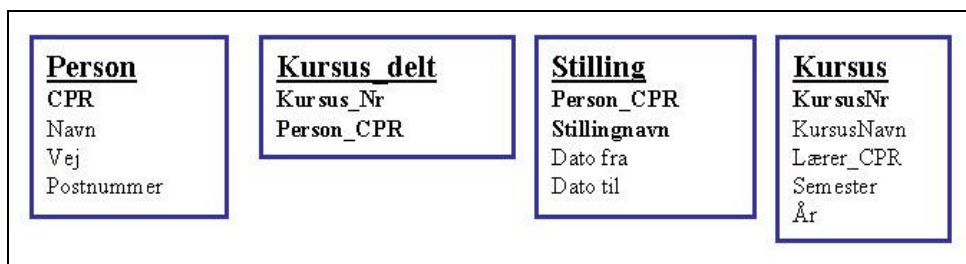 Person
CPR
Navn
Vej
Postnummer
Kursus_delt
Kursus_Nr
Person_CPR
Stilling
Person_CPR
Stillingnavn
Dato fra
Dato til
Kursus
KursusNr
KursusNavn
Lærer_CPR
Semester
År